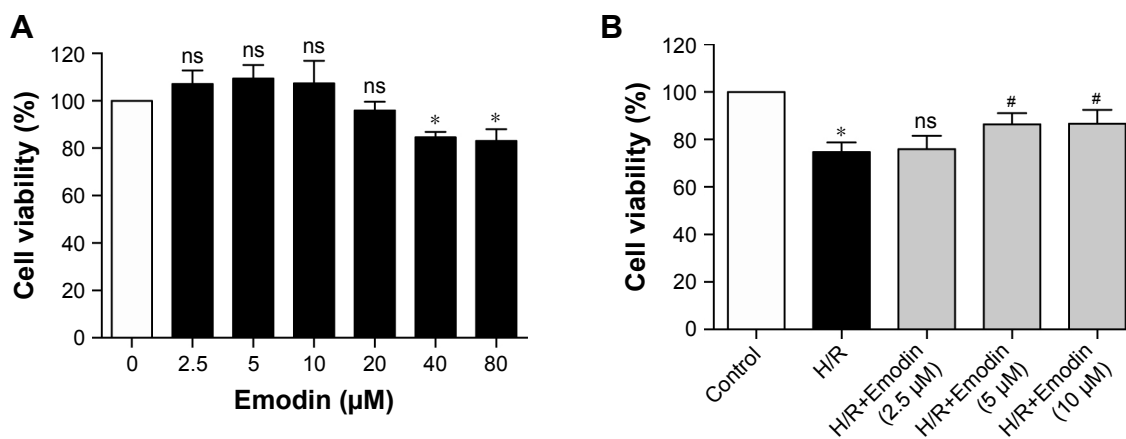 A
Cell viability (%)
120
100
80
60
40
20
0
ns
ns
ns
ns
*
*
0 2.5 5 10 20 40 80
Emodin (µM)
B
Cell viability (%)
120
100
80
60
40
20
0
*
ns
#
#
Control
H/R
H/R+Emodin
(2.5 µM)
H/R+Emodin
(5 µM)
H/R+Emodin
(10 µM)